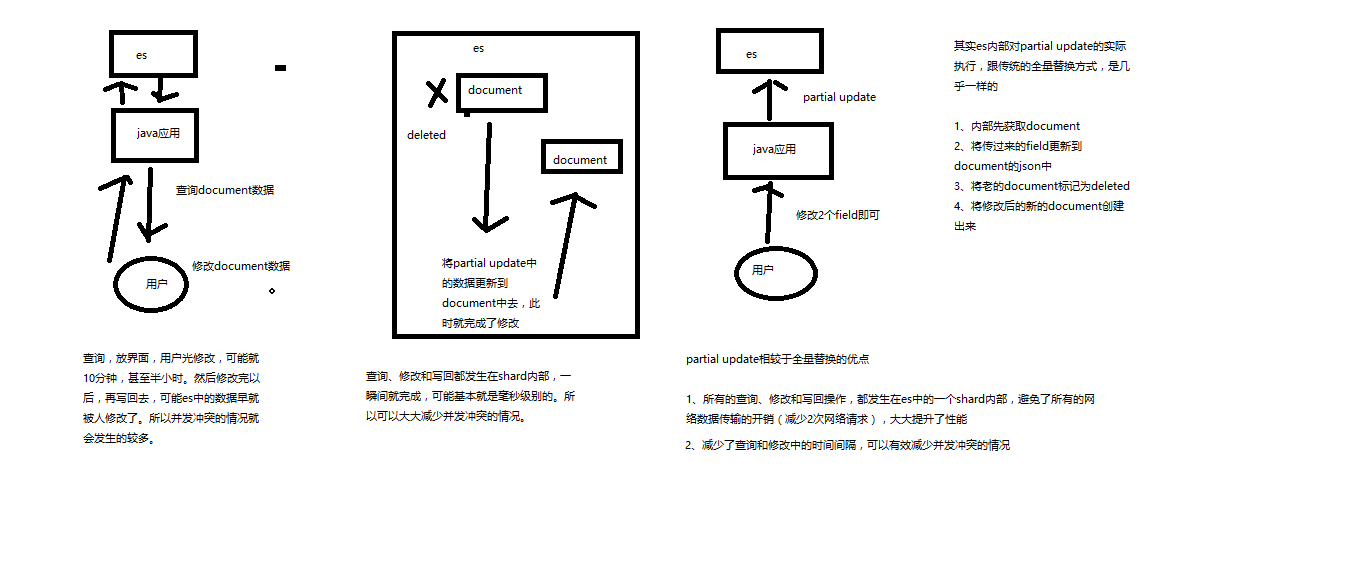 es
java应用
查询document数据
修改document数据
用户
查询，放界面，用户光修改，可能就
10分钟，甚至半小时。然后修改完以
后，再写回去，可能es中的数据早就
被人修改了。所以并发冲突的情况就
会发生的较多。
es
document
deleted
document
将partial update中
的数据更新到
document中去，此
时就完成了修改
查询、修改和写回都发生在shard内部，一
瞬间就完成，可能基本就是毫秒级别的。所
以可以大大减少并发冲突的情况。
es
partial update
java应用
修改2个field即可
用户
其实es内部对partial update的实际
执行，跟传统的全量替换方式，是几
乎一样的
1、内部先获取document
2、将传过来的field更新到
document的json中
3、将老的document标记为deleted
4、将修改后的新的document创建
出来
partial update相较于全量替换的优点
1、所有的查询、修改和写回操作，都发生在es中的一个shard内部，避免了所有的网
络数据传输的开销（减少2次网络请求），大大提升了性能
2、减少了查询和修改中的时间间隔，可以有效减少并发冲突的情况